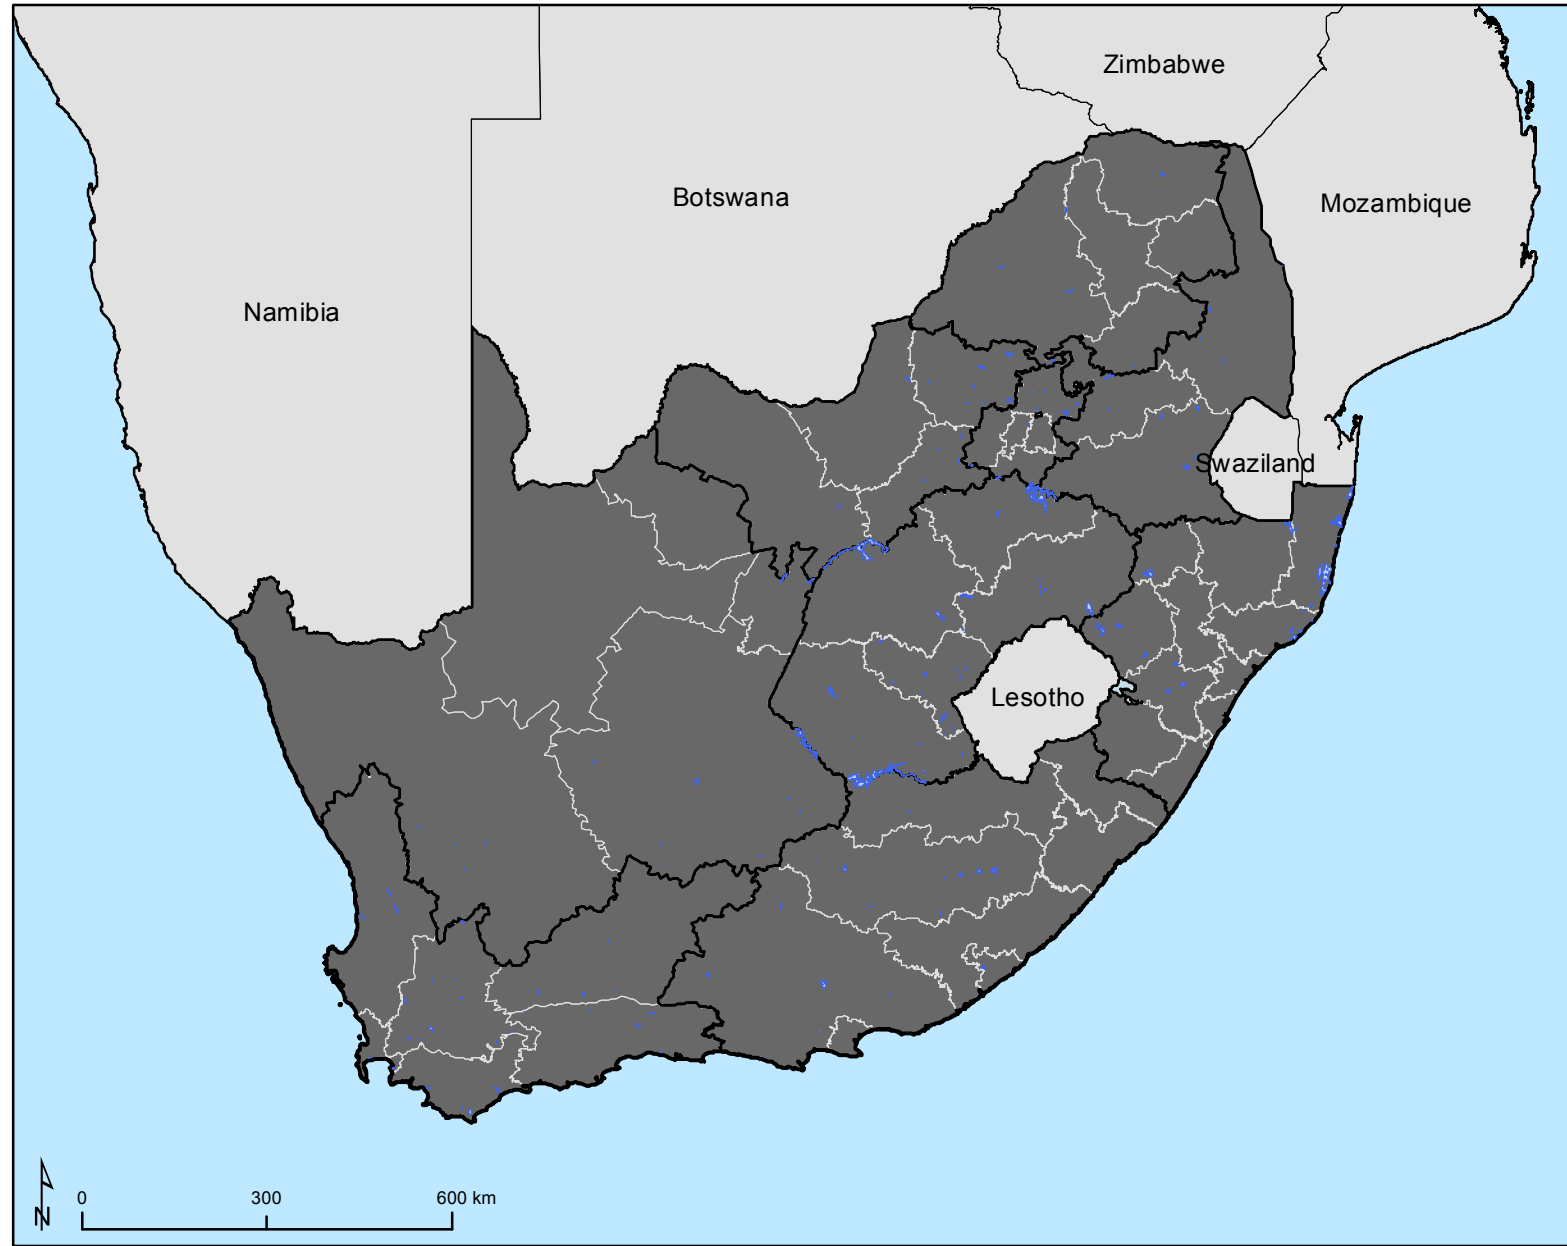 Zimbabwe
Botswana
Mozambique
Namibia
Swaziland
Lesotho
N
0 300 600 km